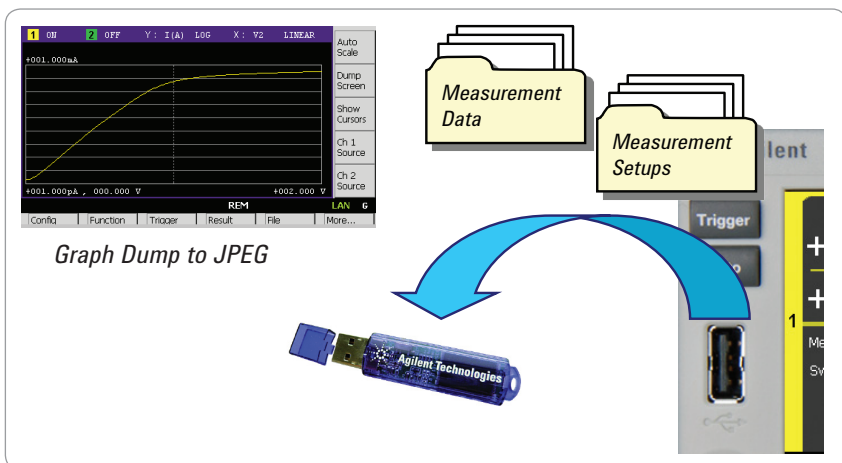 1 ON 2 OFF Y: I(A) LOG X: V2 LINEAR
+001.000mA
+001.000pA , 000.000 V +002.000 V
Auto
Scale
Dump
Screen
Show
Cursors
Ch 1
Source
Ch 2
Source
REM LAN G
Config Function Trigger Result File More...
Graph Dump to JPEG
Measurement
Data
Measurement
Setups
Trigger
1
Agilent Technologies